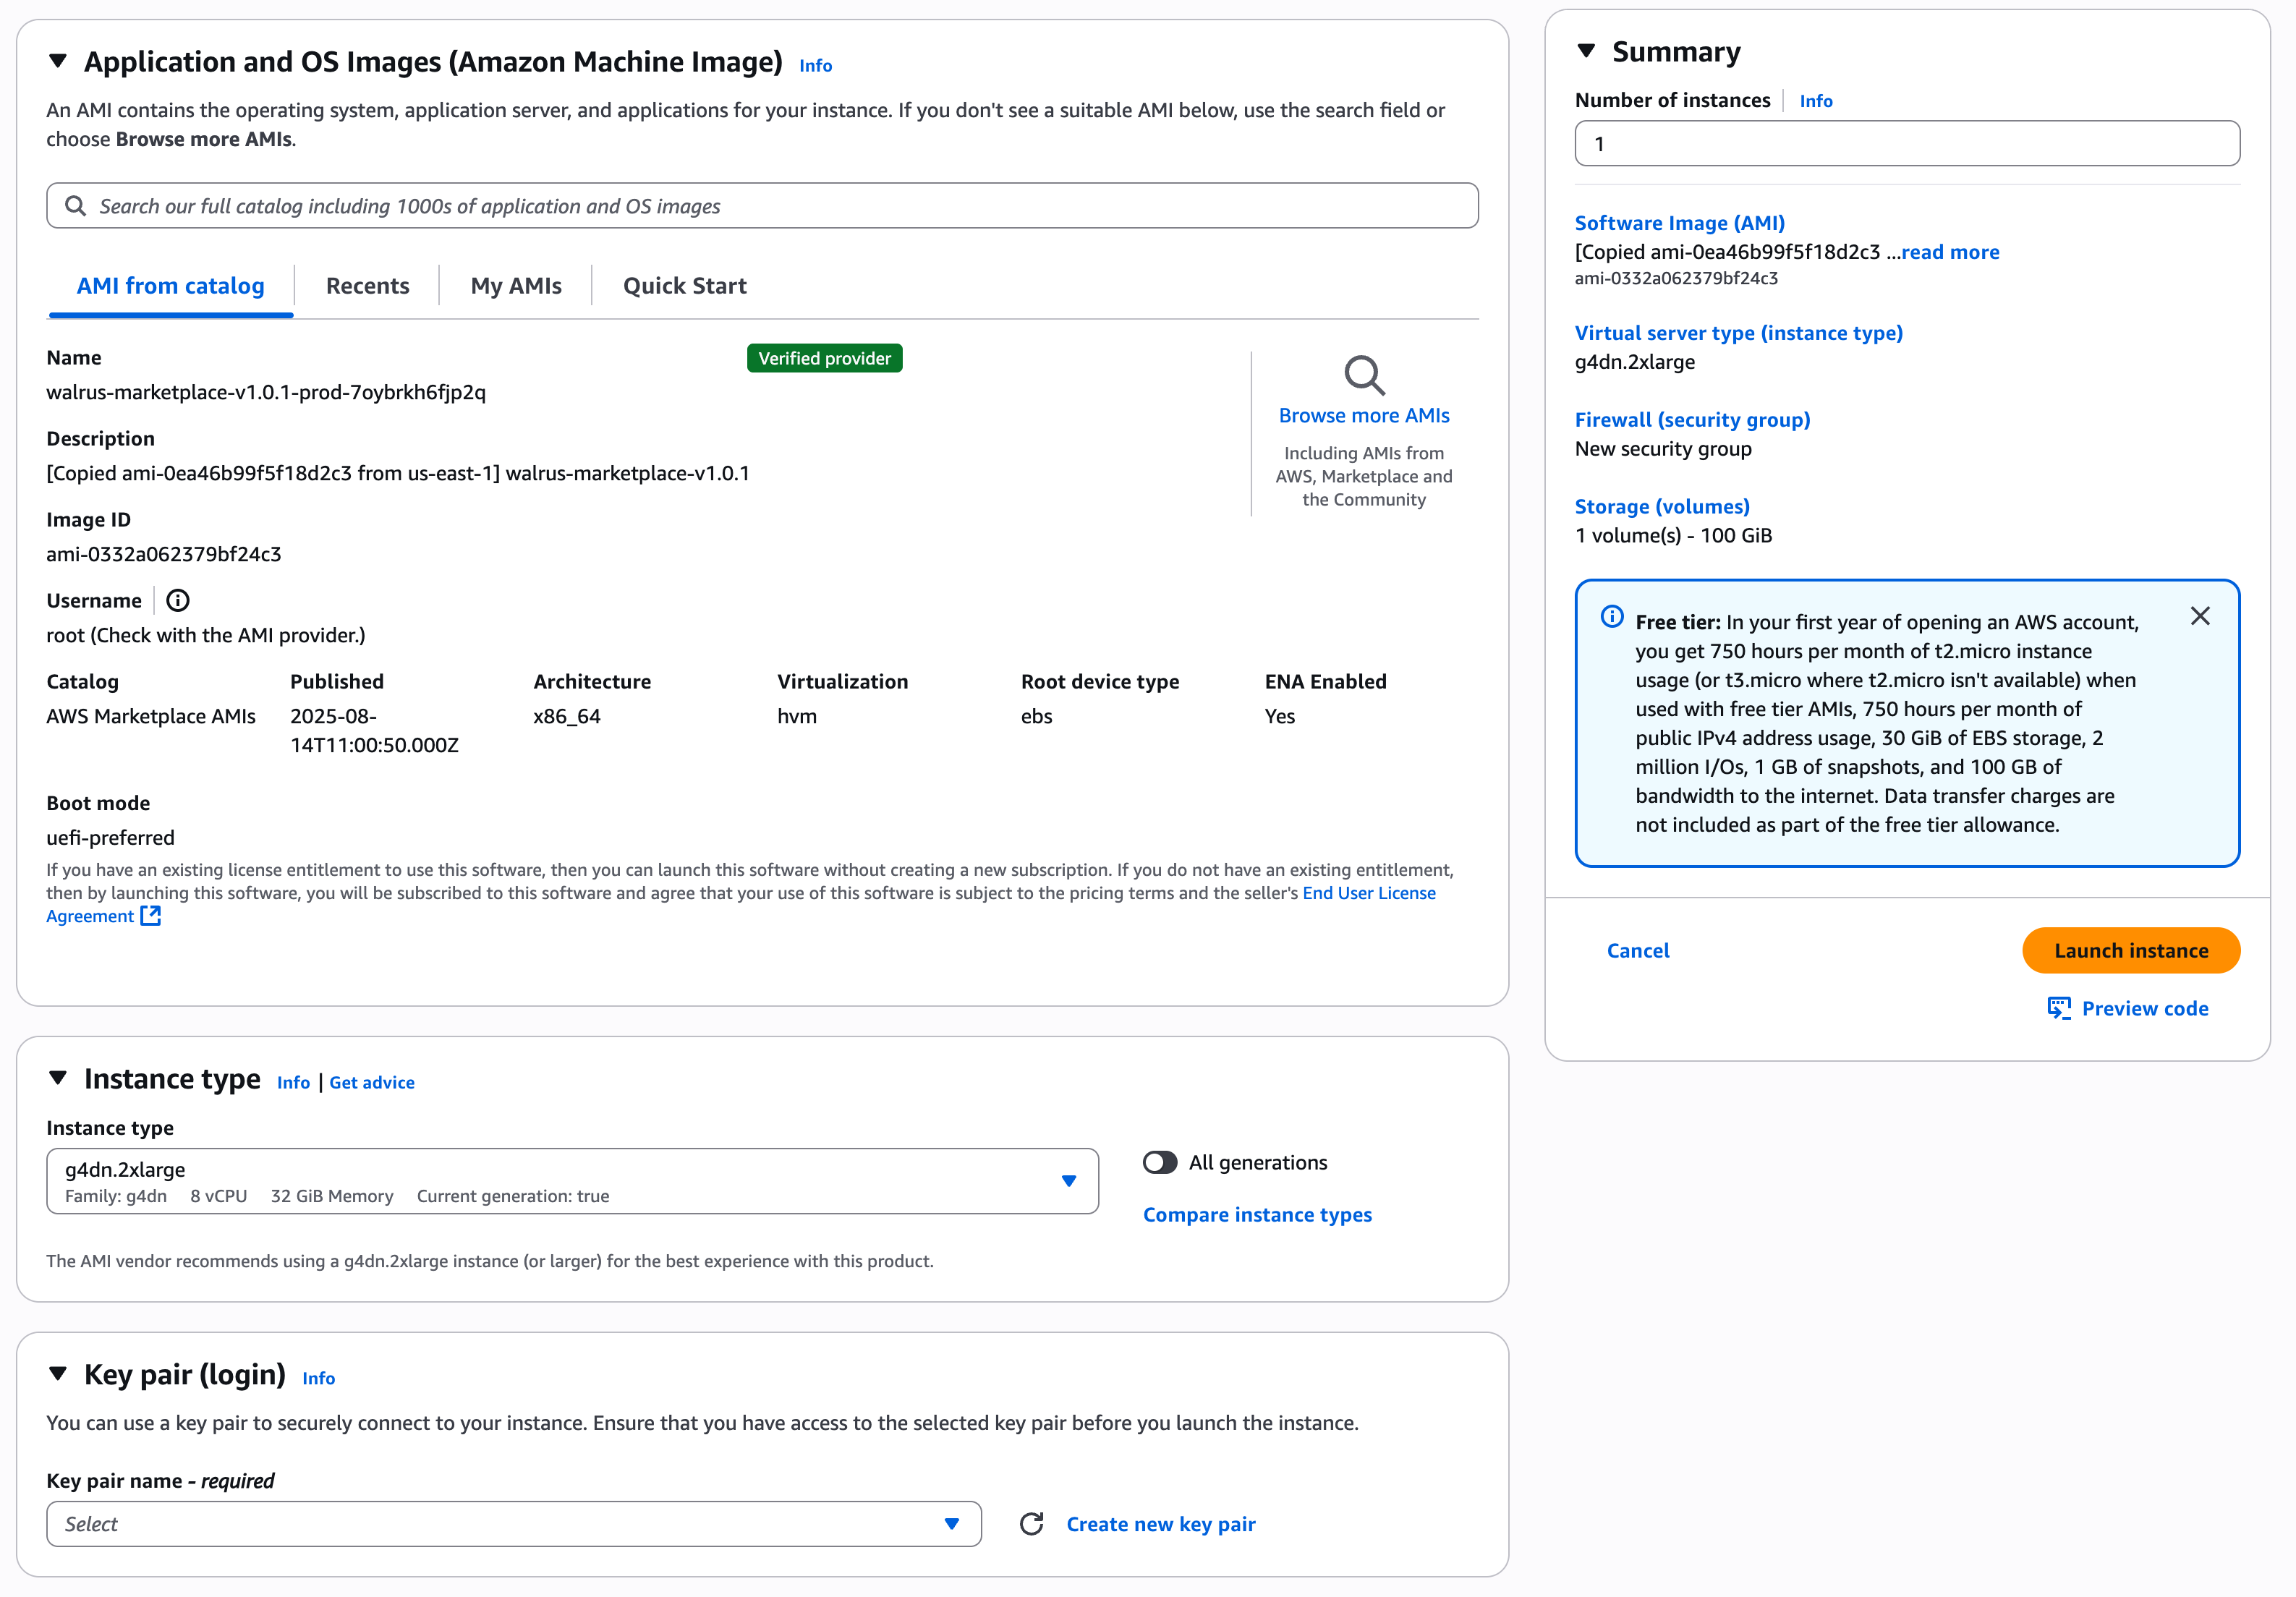 Application and OS Images (Amazon Machine Image) Info
An AMI contains the operating system, application server, and applications for your instance. If you don't see a suitable AMI below, use the search field or
choose Browse more AMIs.
Search our full catalog including 1000s of application and OS images
AMI from catalog
Recents
My AMIs
Quick Start
Name
Verified provider
walrus-marketplace-v1.0.1-prod-7oybrkh6fjp2q
Description
[Copied ami-0ea46b99f5f18d2c3 from us-east-1] walrus-marketplace-v1.0.1
Image ID
ami-0332a062379bf24c3
Username
root (Check with the AMI provider.)
Browse more AMIs
Including AMIs from
AWS, Marketplace and
the Community
Catalog
AWS Marketplace AMIs
Published
2025-08-
14T11:00:50.000Z
Architecture
x86_64
Virtualization
hvm
Root device type
ebs
ENA Enabled
Yes
Boot mode
uefi-preferred
If you have an existing license entitlement to use this software, then you can launch this software without creating a new subscription. If you do not have an existing entitlement,
then by launching this software, you will be subscribed to this software and agree that your use of this software is subject to the pricing terms and the seller's End User License
Agreement
Instance type Info | Get advice
Instance type
g4dn.2xlarge
Family: g4dn 8 vCPU 32 GiB Memory Current generation: true
All generations
Compare instance types
The AMI vendor recommends using a g4dn.2xlarge instance (or larger) for the best experience with this product.
Key pair (login) Info
You can use a key pair to securely connect to your instance. Ensure that you have access to the selected key pair before you launch the instance.
Key pair name - required
Select
Create new key pair
Summary
Number of instances Info
1
Software Image (AMI)
[Copied ami-0ea46b99f5f18d2c3 ...read more
ami-0332a062379bf24c3
Virtual server type (instance type)
g4dn.2xlarge
Firewall (security group)
New security group
Storage (volumes)
1 volume(s) - 100 GiB
Free tier: In your first year of opening an AWS account,
you get 750 hours per month of t2.micro instance
usage (or t3.micro where t2.micro isn't available) when
used with free tier AMIs, 750 hours per month of
public IPv4 address usage, 30 GiB of EBS storage, 2
million I/Os, 1 GB of snapshots, and 100 GB of
bandwidth to the internet. Data transfer charges are
not included as part of the free tier allowance.
Cancel
Launch instance
Preview code